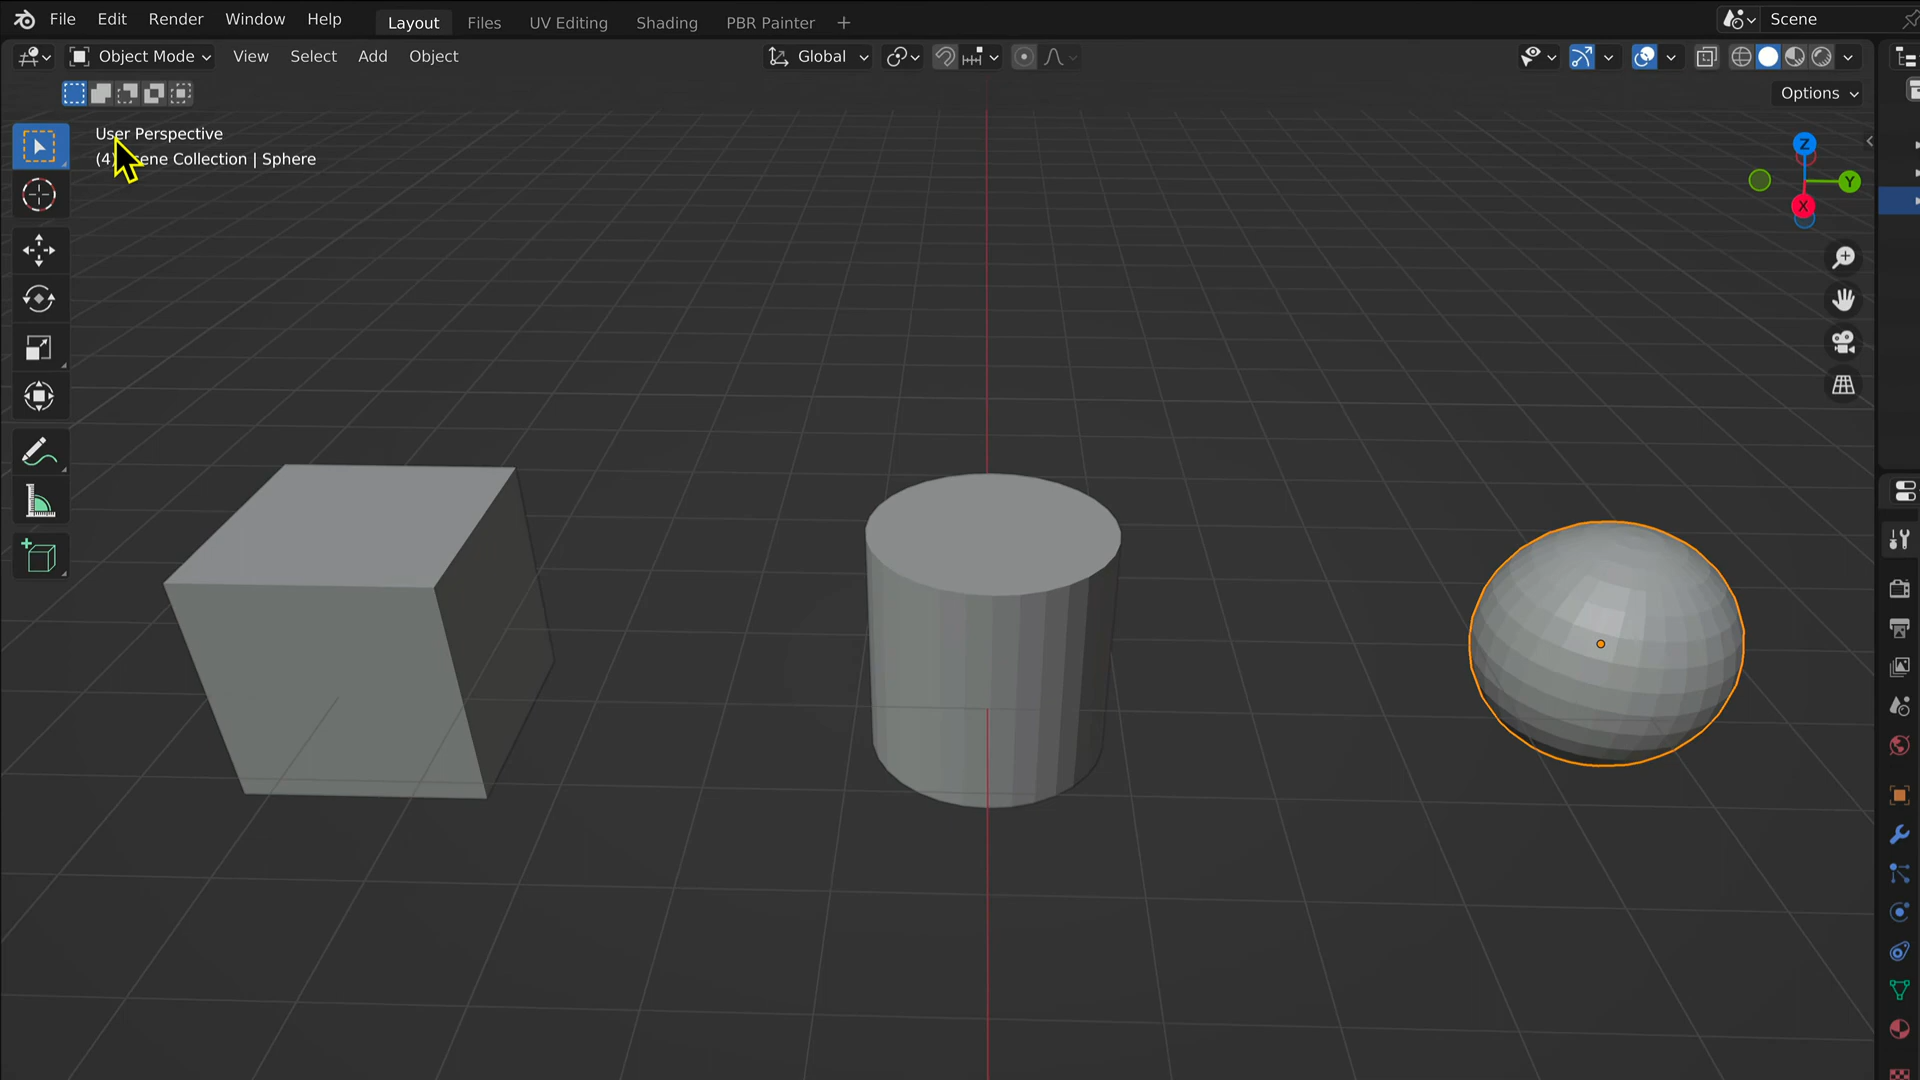 File Edit Render Window Help Layout Files UV Editing Shading PBR Painter + Scene
Object Mode View Select Add Object Global
Options
User Perspective
(4) Scene Collection | Sphere
Z
Y
X